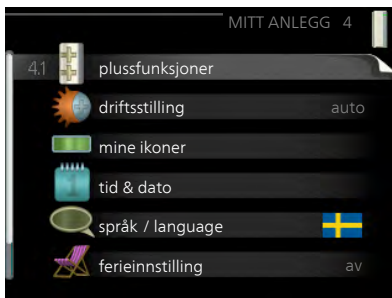 MITT ANLEGG 4
4.1 plussfunksjoner
driftsstilling auto
mine ikoner
tid & dato
språk / language
ferieinnstilling av